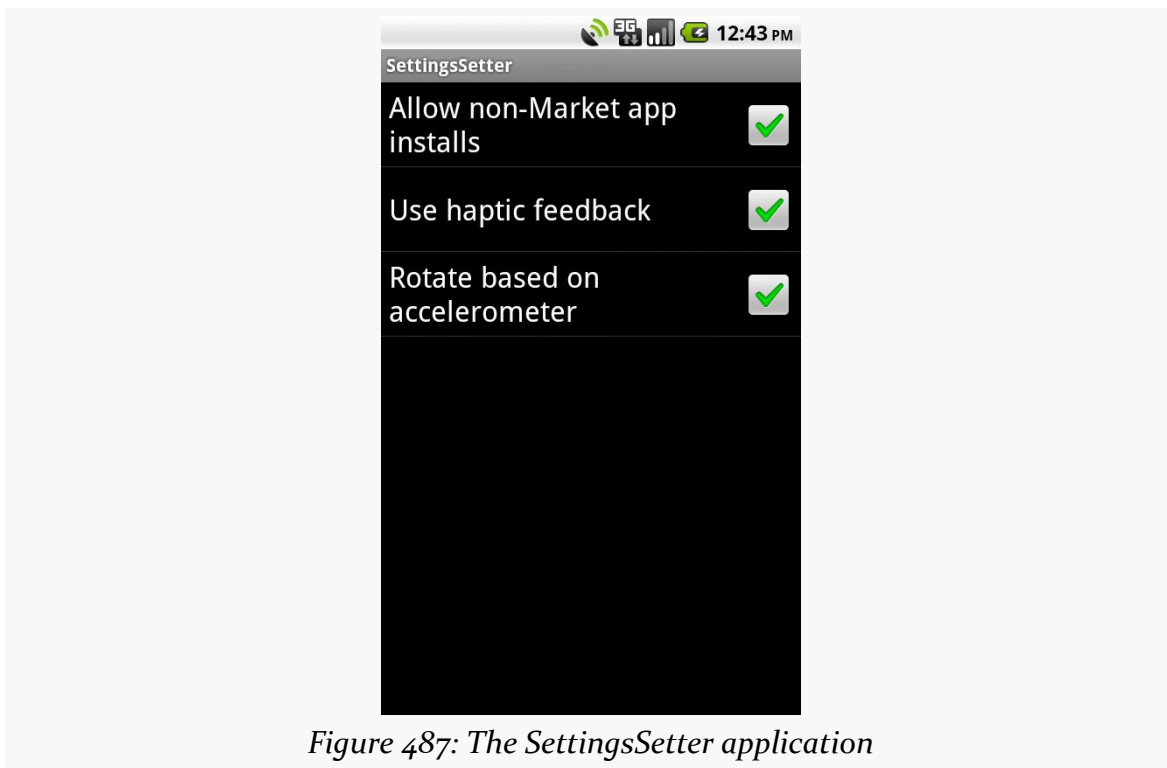 3G
12:43 PM
SettingsSetter
Allow non-Market app
installs
Use haptic feedback
Rotate based on
accelerometer
Figure 487: The SettingsSetter application